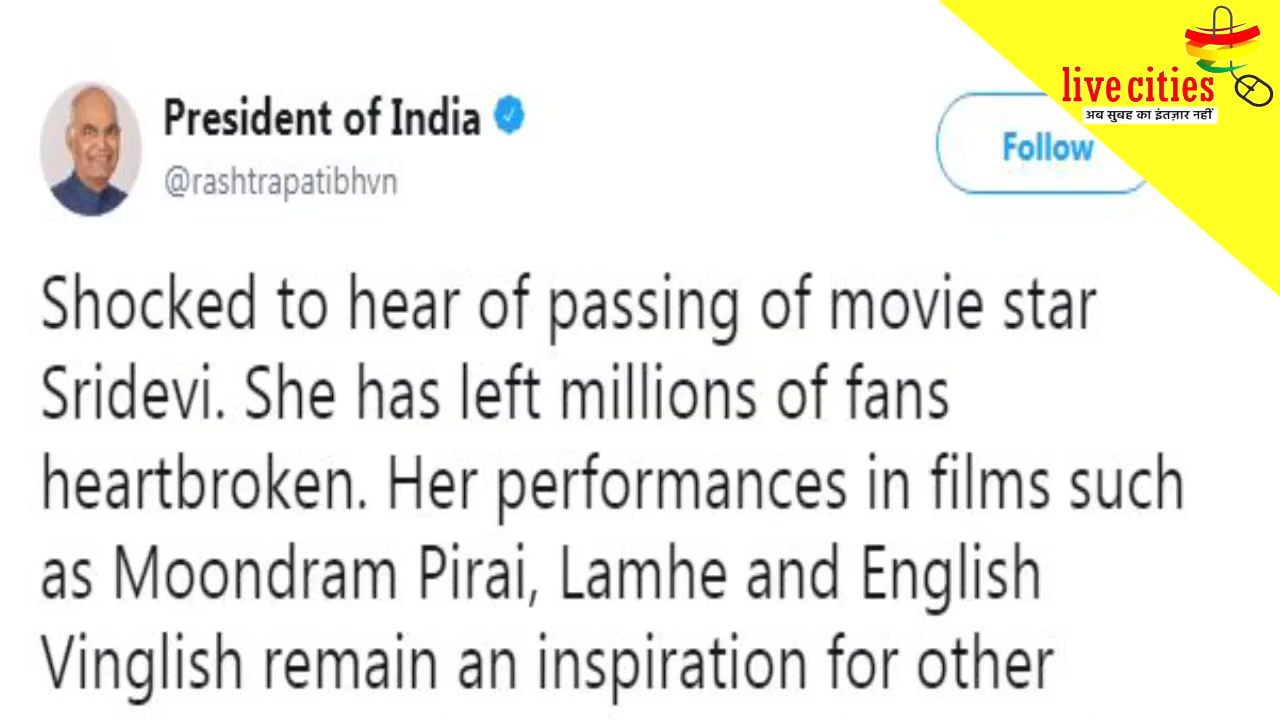 live cities
अब सुबह का इंतज़ार नहीं
President of India
@rashtrapatibhvn
Follow
Shocked to hear of passing of movie star
Sridevi. She has left millions of fans
heartbroken. Her performances in films such
as Moondram Pirai, Lamhe and English
Vinglish remain an inspiration for other